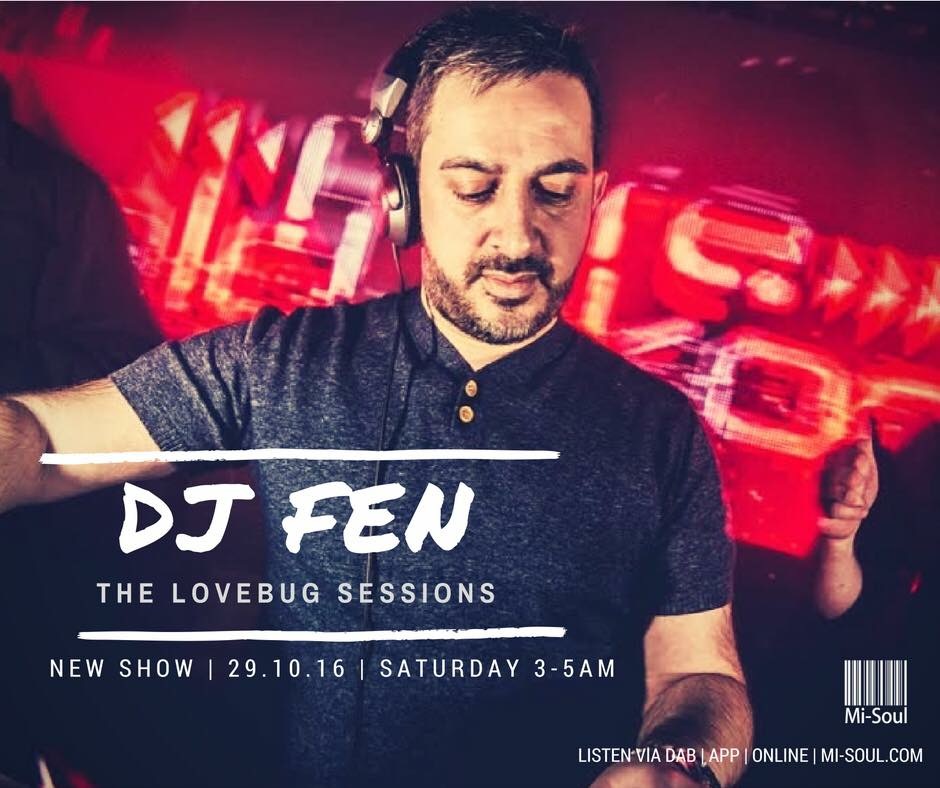 DJ FEN
THE LOVEBUG SESSIONS
NEW SHOW | 29.10.16 | SATURDAY 3-5AM
Mi-Soul
LISTEN VIA DAB | APP | ONLINE | MI-SOUL.COM